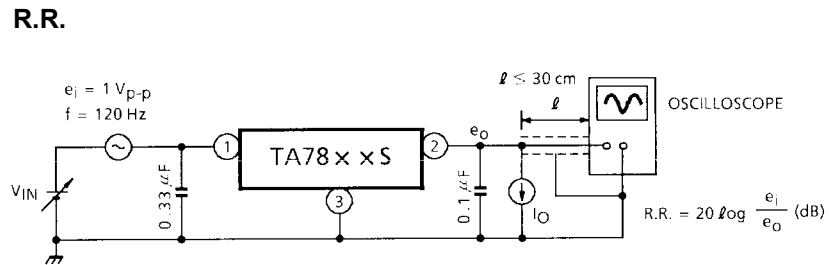 R.R.
eᵢ = 1 Vp-p
f = 120 Hz
ℓ ≦ 30 cm
ℓ
OSCILLOSCOPE
1
TA78××S
2
eO
VIN
0.33 μF
3
0.1 μF
IO
R.R. = 20 ℓog eᵢ/eO (dB)